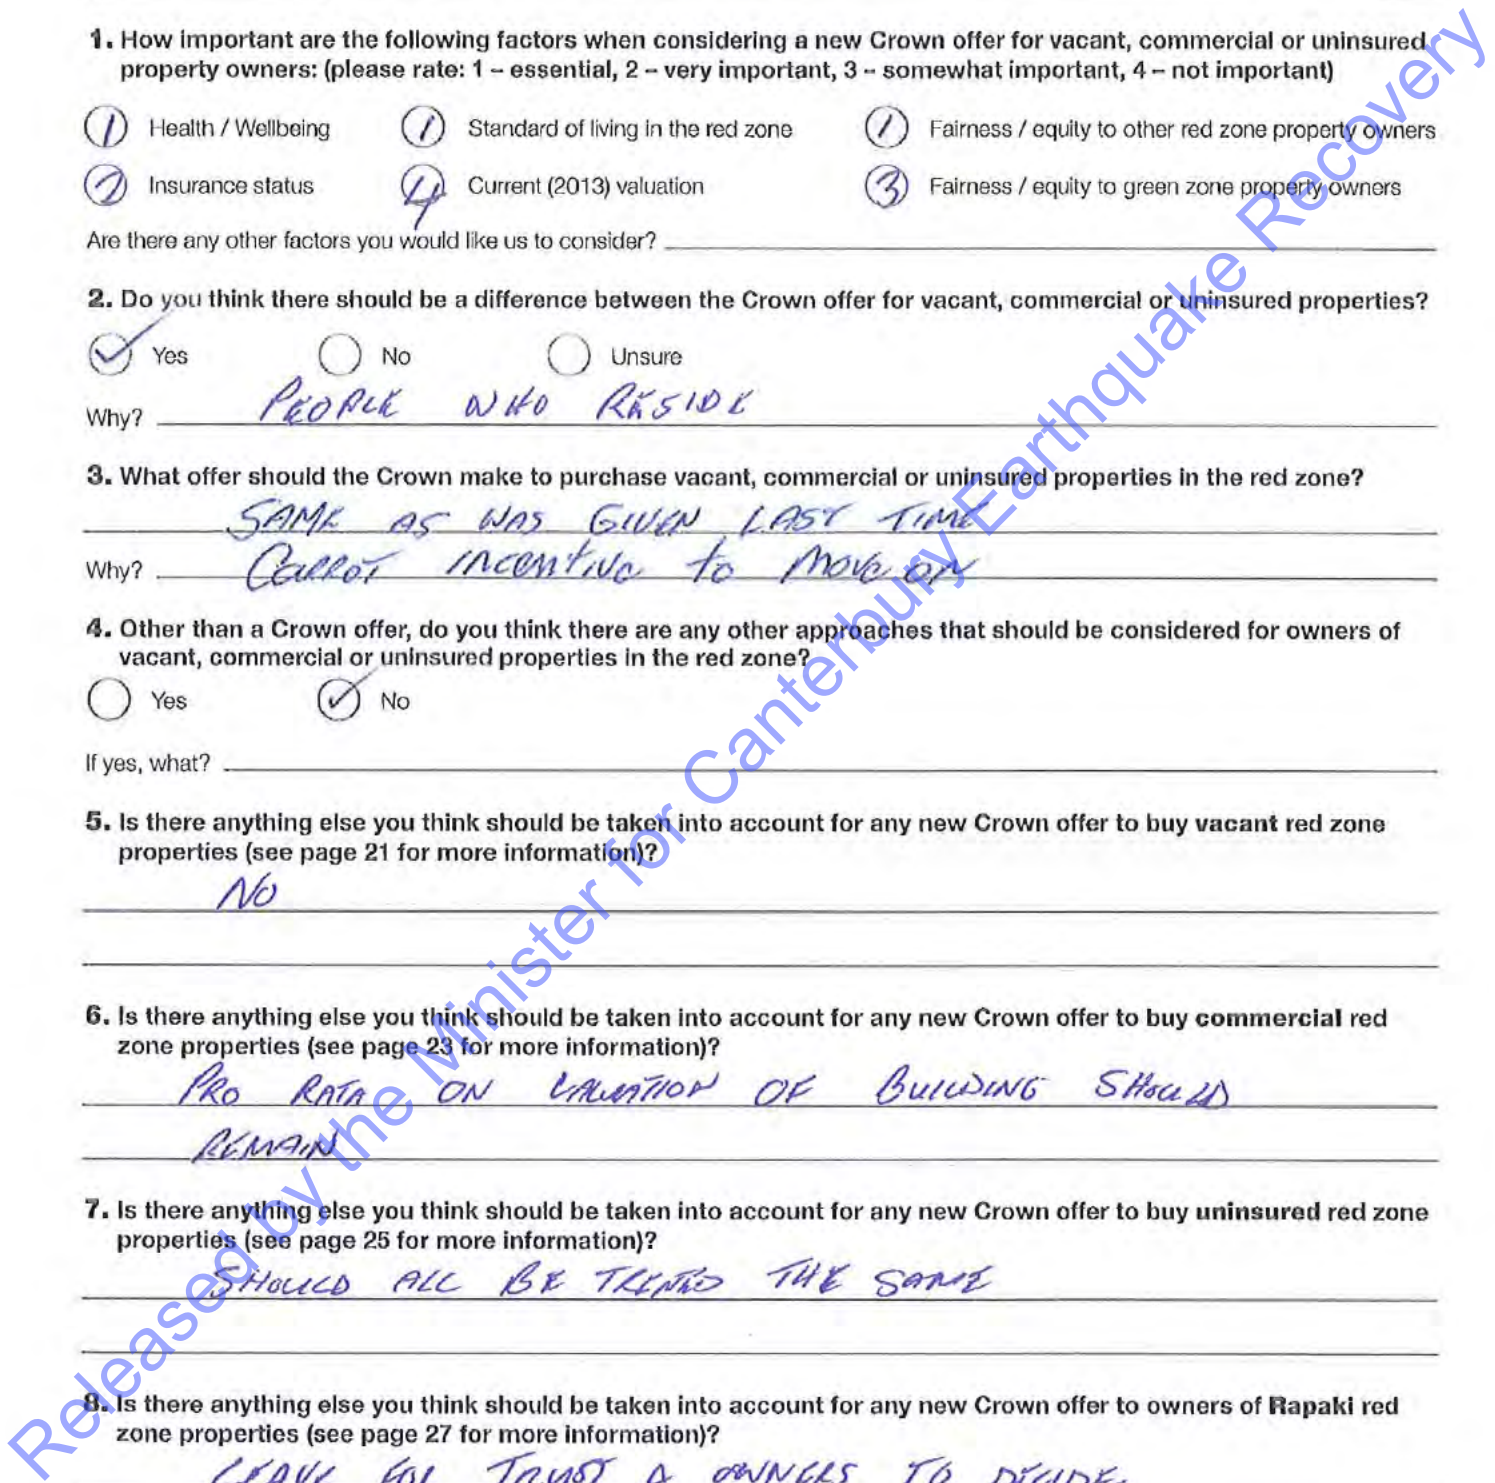 1. How important are the following factors when considering a new Crown offer for vacant, commercial or uninsured
property owners: (please rate: 1 – essential, 2 – very important, 3 – somewhat important, 4 – not important)
1 Health / Wellbeing 1 Standard of living in the red zone 1 Fairness / equity to other red zone property owners
2 Insurance status 4 Current (2013) valuation 3 Fairness / equity to green zone property owners
Are there any other factors you would like us to consider?
2. Do you think there should be a difference between the Crown offer for vacant, commercial or uninsured properties?
✓ Yes No Unsure
Why? PEOPLE WHO RESIDE
3. What offer should the Crown make to purchase vacant, commercial or uninsured properties in the red zone?
SAME AS WAS GIVEN LAST TIME
Why? CARROT INCENTIVE to MOVE ON
4. Other than a Crown offer, do you think there are any other approaches that should be considered for owners of
vacant, commercial or uninsured properties in the red zone?
Yes ✓ No
If yes, what?
5. Is there anything else you think should be taken into account for any new Crown offer to buy vacant red zone
properties (see page 21 for more information)?
NO
6. Is there anything else you think should be taken into account for any new Crown offer to buy commercial red
zone properties (see page 23 for more information)?
PRO RATA ON VALUATION OF BUILDING SHOULD
REMAIN
7. Is there anything else you think should be taken into account for any new Crown offer to buy uninsured red zone
properties (see page 25 for more information)?
SHOULD ALL BE TREATED THE SAME
8. Is there anything else you think should be taken into account for any new Crown offer to owners of Rapaki red
zone properties (see page 27 for more information)?
LEAVE FOR TRUST & OWNERS TO DECIDE
Released by the Minister for Canterbury Earthquake Recovery